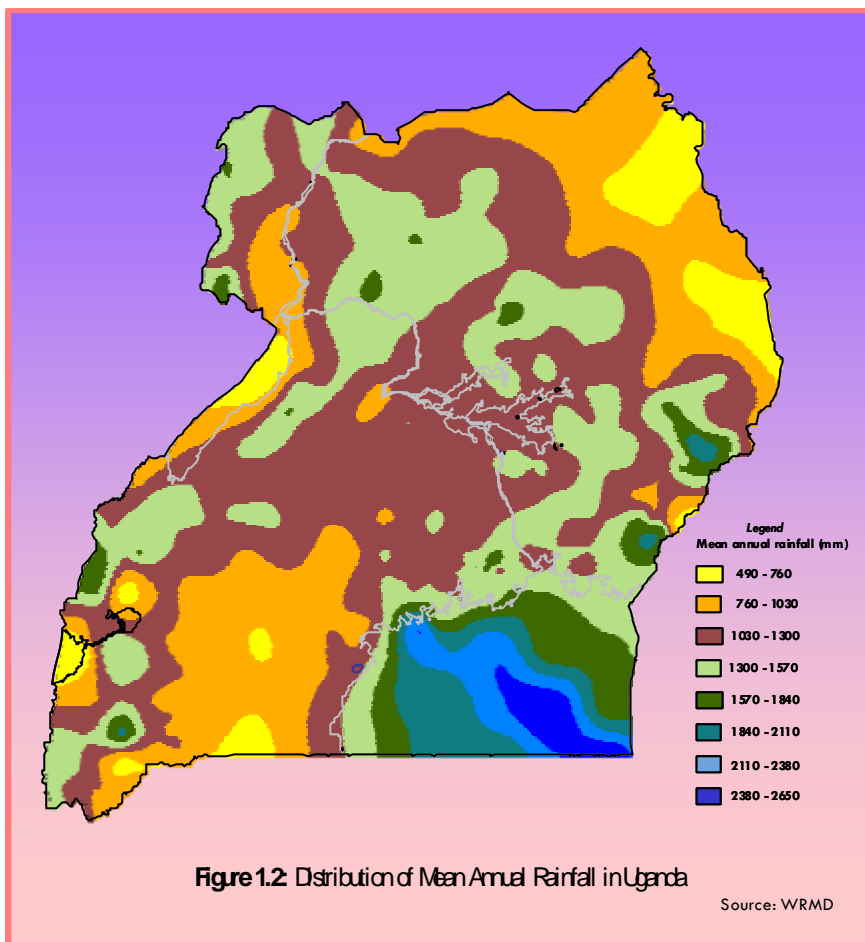 Legend
Mean annual rainfall (mm)
490 - 760
760 - 1030
1030 - 1300
1300 - 1570
1570 - 1840
1840 - 2110
2110 - 2380
2380 - 2650
Figure 1.2: Distribution of Mean Annual Rainfall in Uganda
Source: WRMD